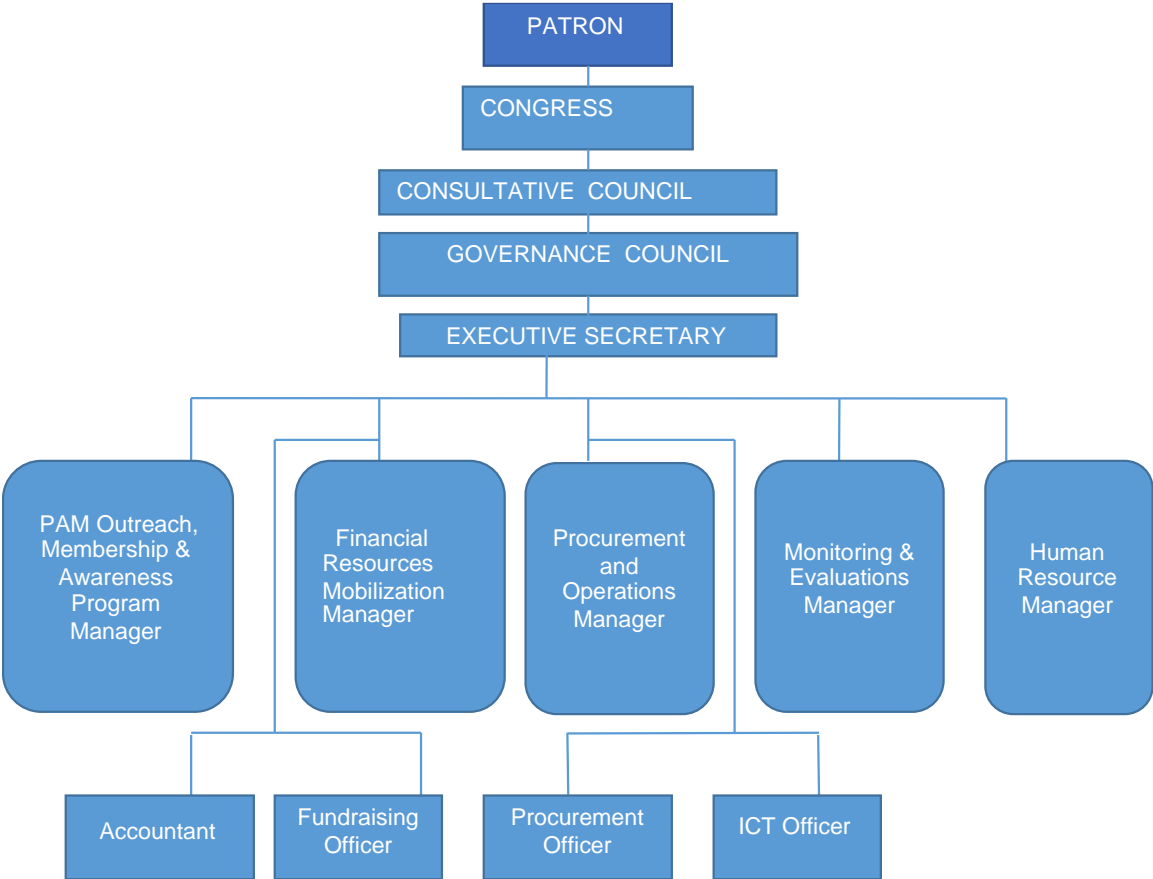 PATRON
CONGRESS
CONSULTATIVE COUNCIL
GOVERNANCE COUNCIL
EXECUTIVE SECRETARY
PAM Outreach,
Membership &
Awareness
Program
Manager
Financial
Resources
Mobilization
Manager
Procurement
and
Operations
Manager
Monitoring &
Evaluations
Manager
Human
Resource
Manager
Accountant
Fundraising
Officer
Procurement
Officer
ICT Officer